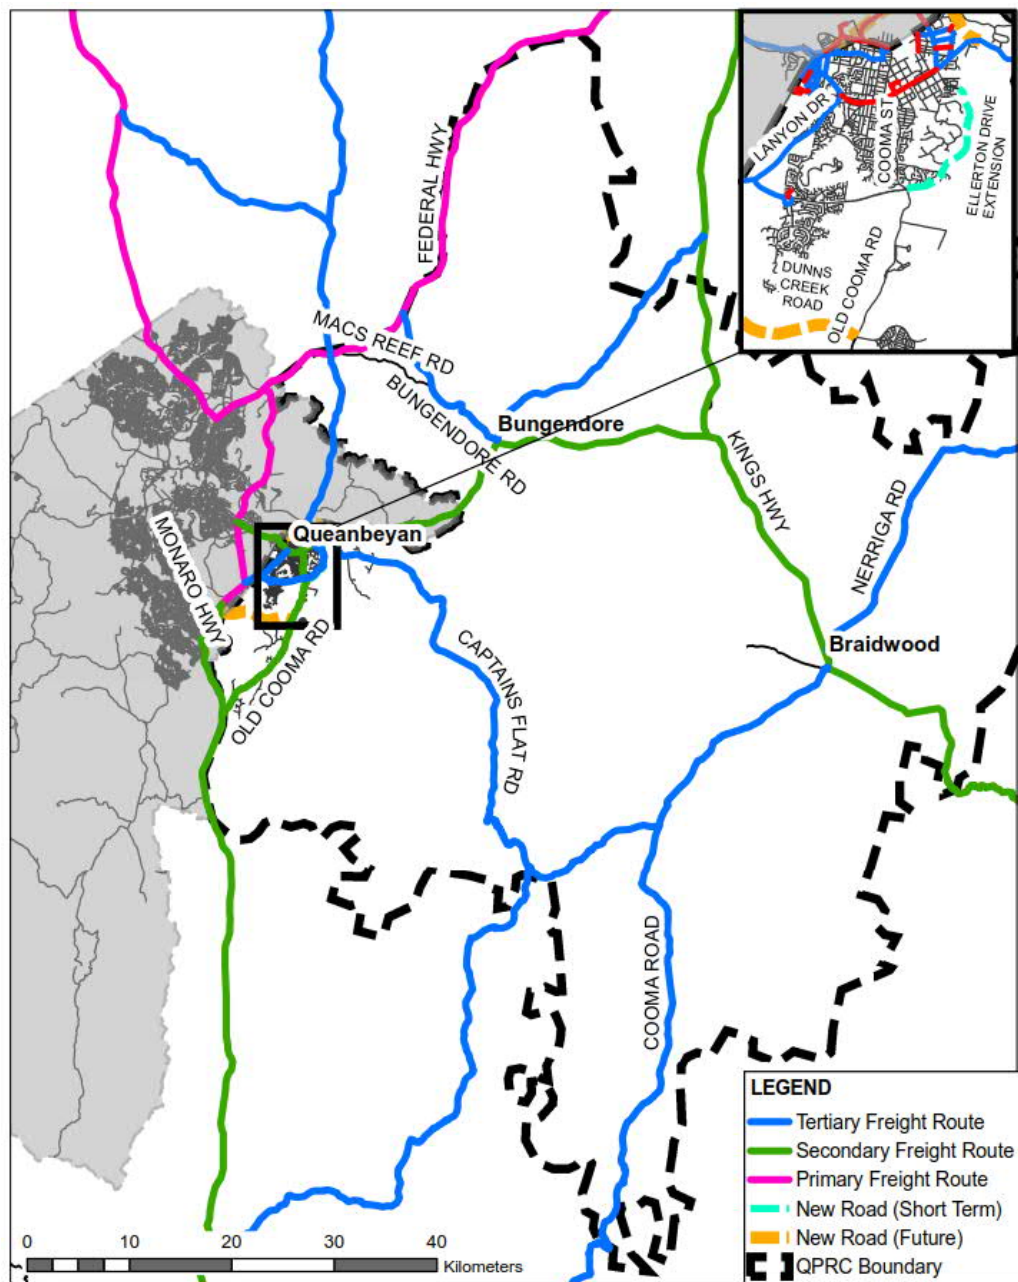 FEDERAL HWY
LANYON DR
COOMA ST
ELLERTON DRIVE
EXTENSION
DUNNS
CREEK
ROAD
OLD COOMA RD
MACS REEF RD
BUNGENDORE RD
Bungendore
KINGS HWY
NERRIGA RD
Queanbeyan
MONARO HWY
OLD COOMA RD
CAPTAINS FLAT RD
Braidwood
COOMA ROAD
LEGEND
Tertiary Freight Route
Secondary Freight Route
Primary Freight Route
New Road (Short Term)
New Road (Future)
QPRC Boundary
0 10 20 30 40
Kilometers